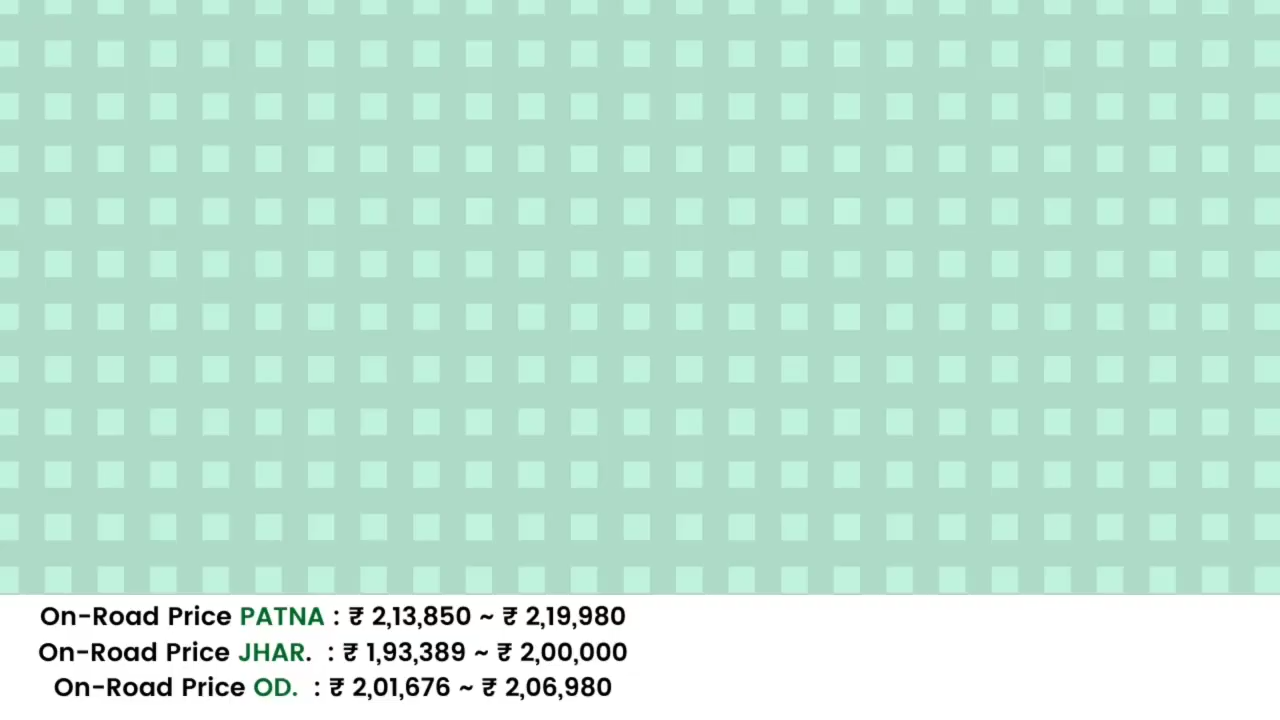 On-Road Price PATNA : ₹ 2,13,850 ~ ₹ 2,19,980
On-Road Price JHAR. : ₹ 1,93,389 ~ ₹ 2,00,000
On-Road Price OD. : ₹ 2,01,676 ~ ₹ 2,06,980